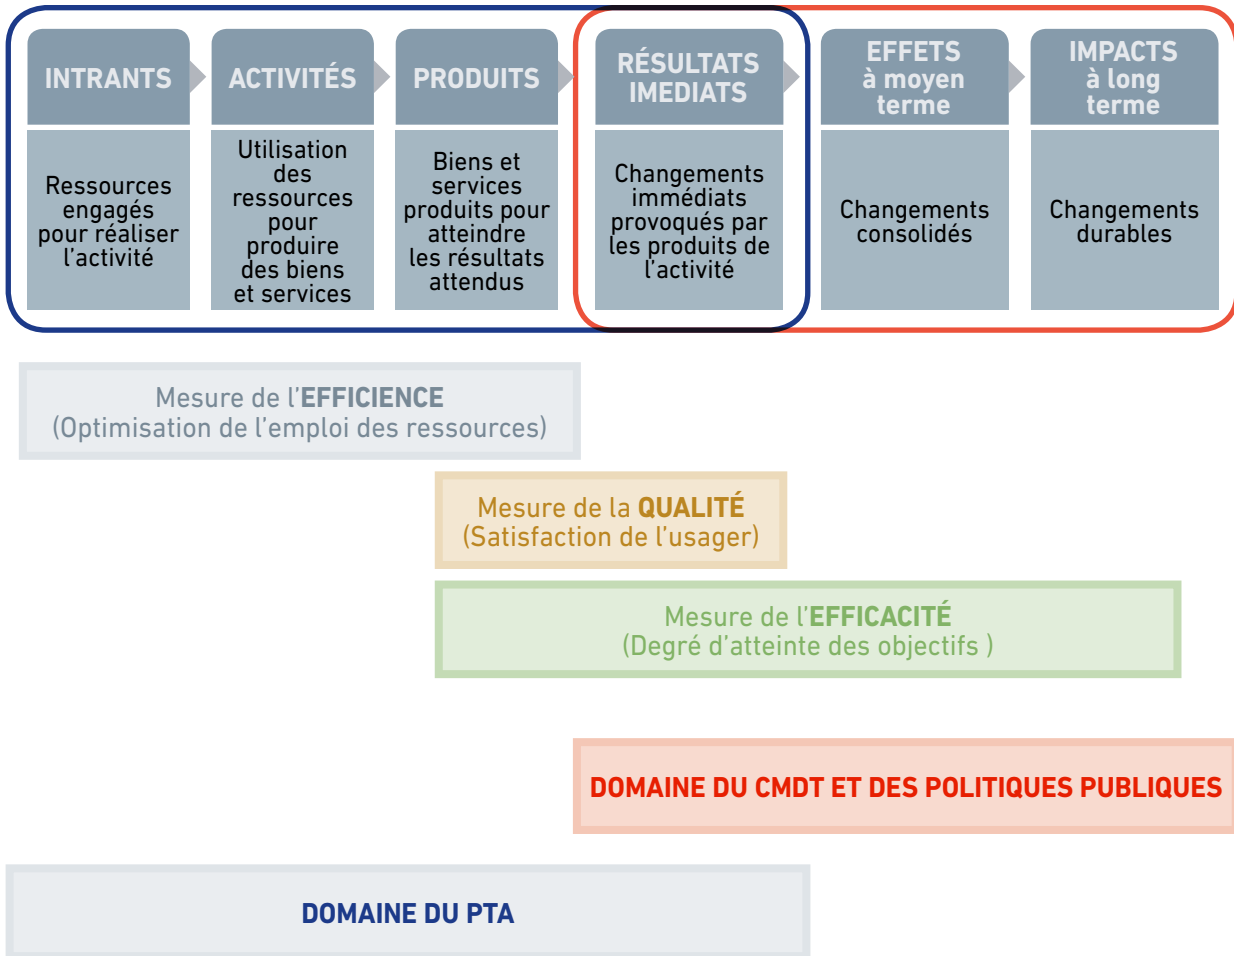 INTRANTS
Ressources
engagés
pour réaliser
l’activité
ACTIVITÉS
Utilisation
des
ressources
pour
produire
des biens
et services
PRODUITS
Biens et
services
produits pour
atteindre
les résultats
attendus
RÉSULTATS
IMEDIATS
Changements
immédiats
provoqués par
les produits de
l’activité
EFFETS
à moyen
terme
Changements
consolidés
IMPACTS
à long
terme
Changements
durables
Mesure de l’EFFICIENCE
(Optimisation de l’emploi des ressources)
Mesure de la QUALITÉ
(Satisfaction de l’usager)
Mesure de l’EFFICACITÉ
(Degré d’atteinte des objectifs )
DOMAINE DU CMDT ET DES POLITIQUES PUBLIQUES
DOMAINE DU PTA